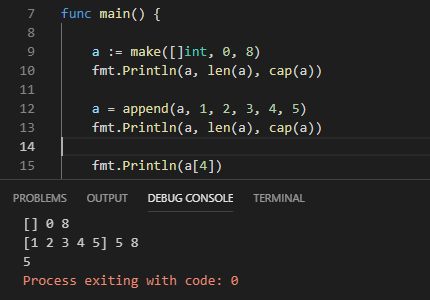 7 func main() {
8
9 a := make([]int, 0, 8)
10 fmt.Println(a, len(a), cap(a))
11
12 a = append(a, 1, 2, 3, 4, 5)
13 fmt.Println(a, len(a), cap(a))
14
15 fmt.Println(a[4])
PROBLEMS OUTPUT DEBUG CONSOLE TERMINAL
[] 0 8
[1 2 3 4 5] 5 8
5
Process exiting with code: 0